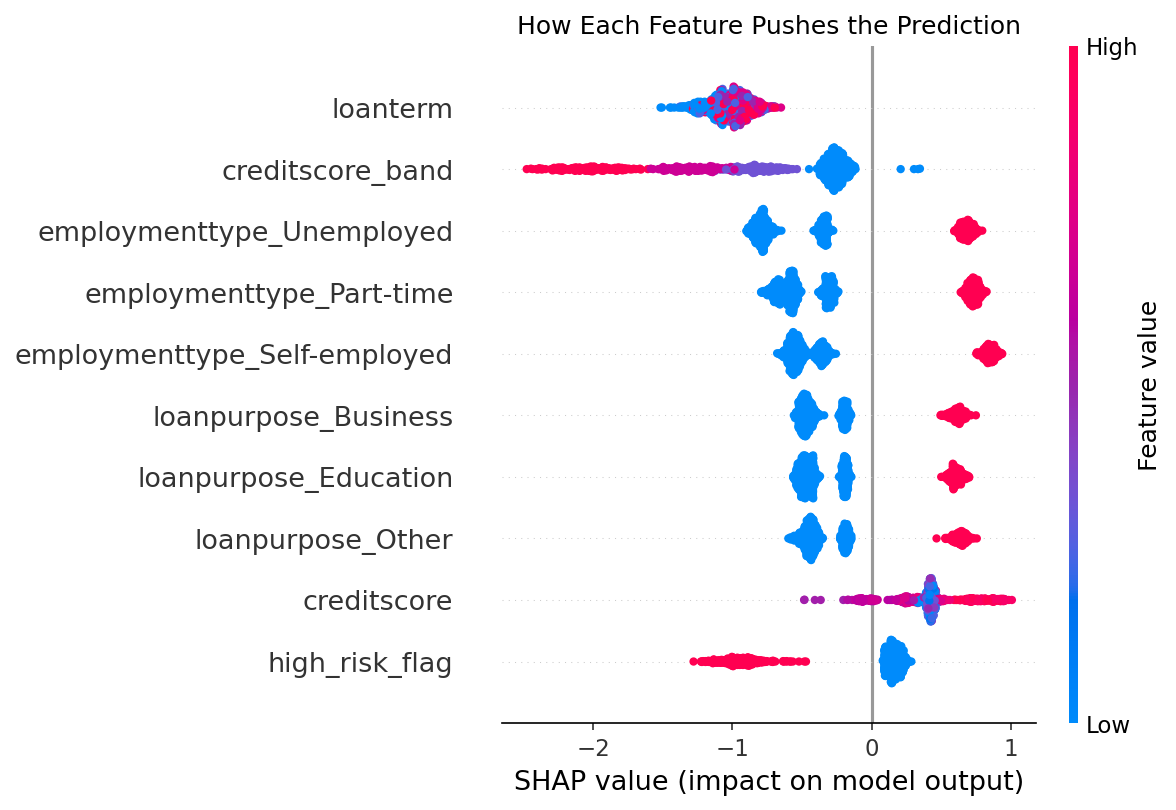 How Each Feature Pushes the Prediction
High
loanterm
creditscore_band
employmenttype_Unemployed
employmenttype_Part-time
employmenttype_Self-employed
loanpurpose_Business
loanpurpose_Education
loanpurpose_Other
creditscore
high_risk_flag
Feature value
Low
−2 −1 0 1
SHAP value (impact on model output)